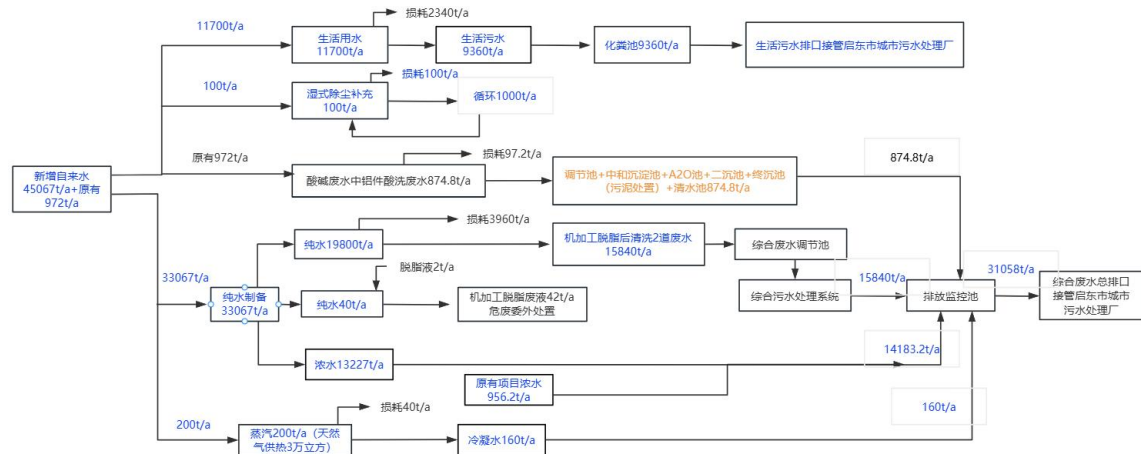 11700t/a
损耗2340t/a
生活用水
11700t/a
生活污水
9360t/a
化粪池9360t/a
生活污水排口接管启东市城市污水处理厂
100t/a
损耗100t/a
湿式除尘补充
100t/a
循环1000t/a
新增自来水
45067t/a+原有
972t/a
原有972t/a
损耗97.2t/a
酸碱废水中铝件酸洗废水874.8t/a
调节池+中和沉淀池+A2O池+二沉池+终沉池
(污泥处置)+清水池874.8t/a
874.8t/a
损耗3960t/a
纯水19800t/a
机加工脱脂后清洗2道废水
15840t/a
综合废水调节池
33067t/a
纯水制备
33067t/a
脱脂液2t/a
纯水40t/a
机加工脱脂废液42t/a
危废委外处置
综合污水处理系统
15840t/a
排放监控池
31058t/a
综合废水总排口
接管启东市城市
污水处理厂
浓水13227t/a
原有项目浓水
956.2t/a
14183.2t/a
200t/a
损耗40t/a
蒸汽200t/a(天然
气供热3万立方)
冷凝水160t/a
160t/a